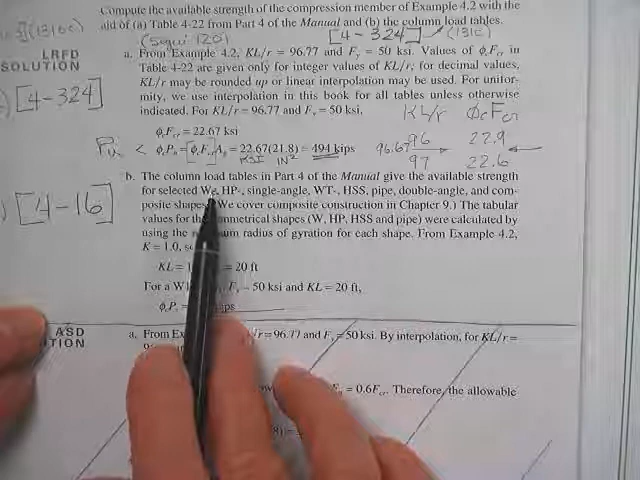 Compute the available strength of the compression member of Example 4.2 with the
aid of (a) Table 4-22 from Part 4 of the Manual and (b) the column load tables.
[4-324]
LRFD
SOLUTION
[4-324]
a. From Example 4.2, KL/r = 96.77 and Fy = 50 ksi. Values of ϕcFcr in
Table 4-22 are given only for integer values of KL/r; for decimal values,
KL/r may be rounded up or linear interpolation may be used. For unifor-
mity, we use interpolation in this book for all tables unless otherwise
indicated. For KL/r = 96.77 and Fy = 50 ksi,
KL/r ϕcFcr
ϕcFcr = 22.67 ksi
Pu < ϕcPn = [ϕcFcr]Ag = 22.67(21.8) = 494 kips
KSI IN²
96 22.9
96.67
97 22.6
b. The column load tables in Part 4 of the Manual give the available strength
for selected W-, HP-, single-angle, WT-, HSS, pipe, double-angle, and com-
posite shapes. (We cover composite construction in Chapter 9.) The tabular
values for the symmetrical shapes (W, HP, HSS and pipe) were calculated by
using the radius of gyration for each shape. From Example 4.2,
K = 1.0,
[4-16]
KL = = 20 ft
For a Fy = 50 ksi and KL = 20 ft,
ϕcPn =
ASD
a. From = 96.77 and Fy = 50 ksi. By interpolation, for KL/r =
= 0.6Fcr. Therefore, the allowable